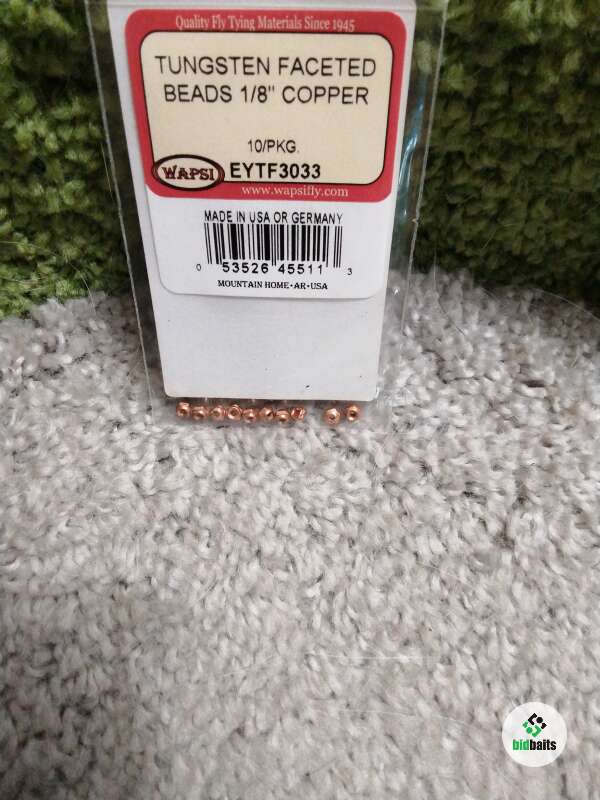 Quality Fly Tying Materials Since 1945
TUNGSTEN FACETED
BEADS 1/8" COPPER
10/PKG.
WAPSI EYTF3033
www.wapsifly.com
MADE IN USA OR GERMANY
0 53526 45511 3
MOUNTAIN HOME•AR•USA
bidbaits